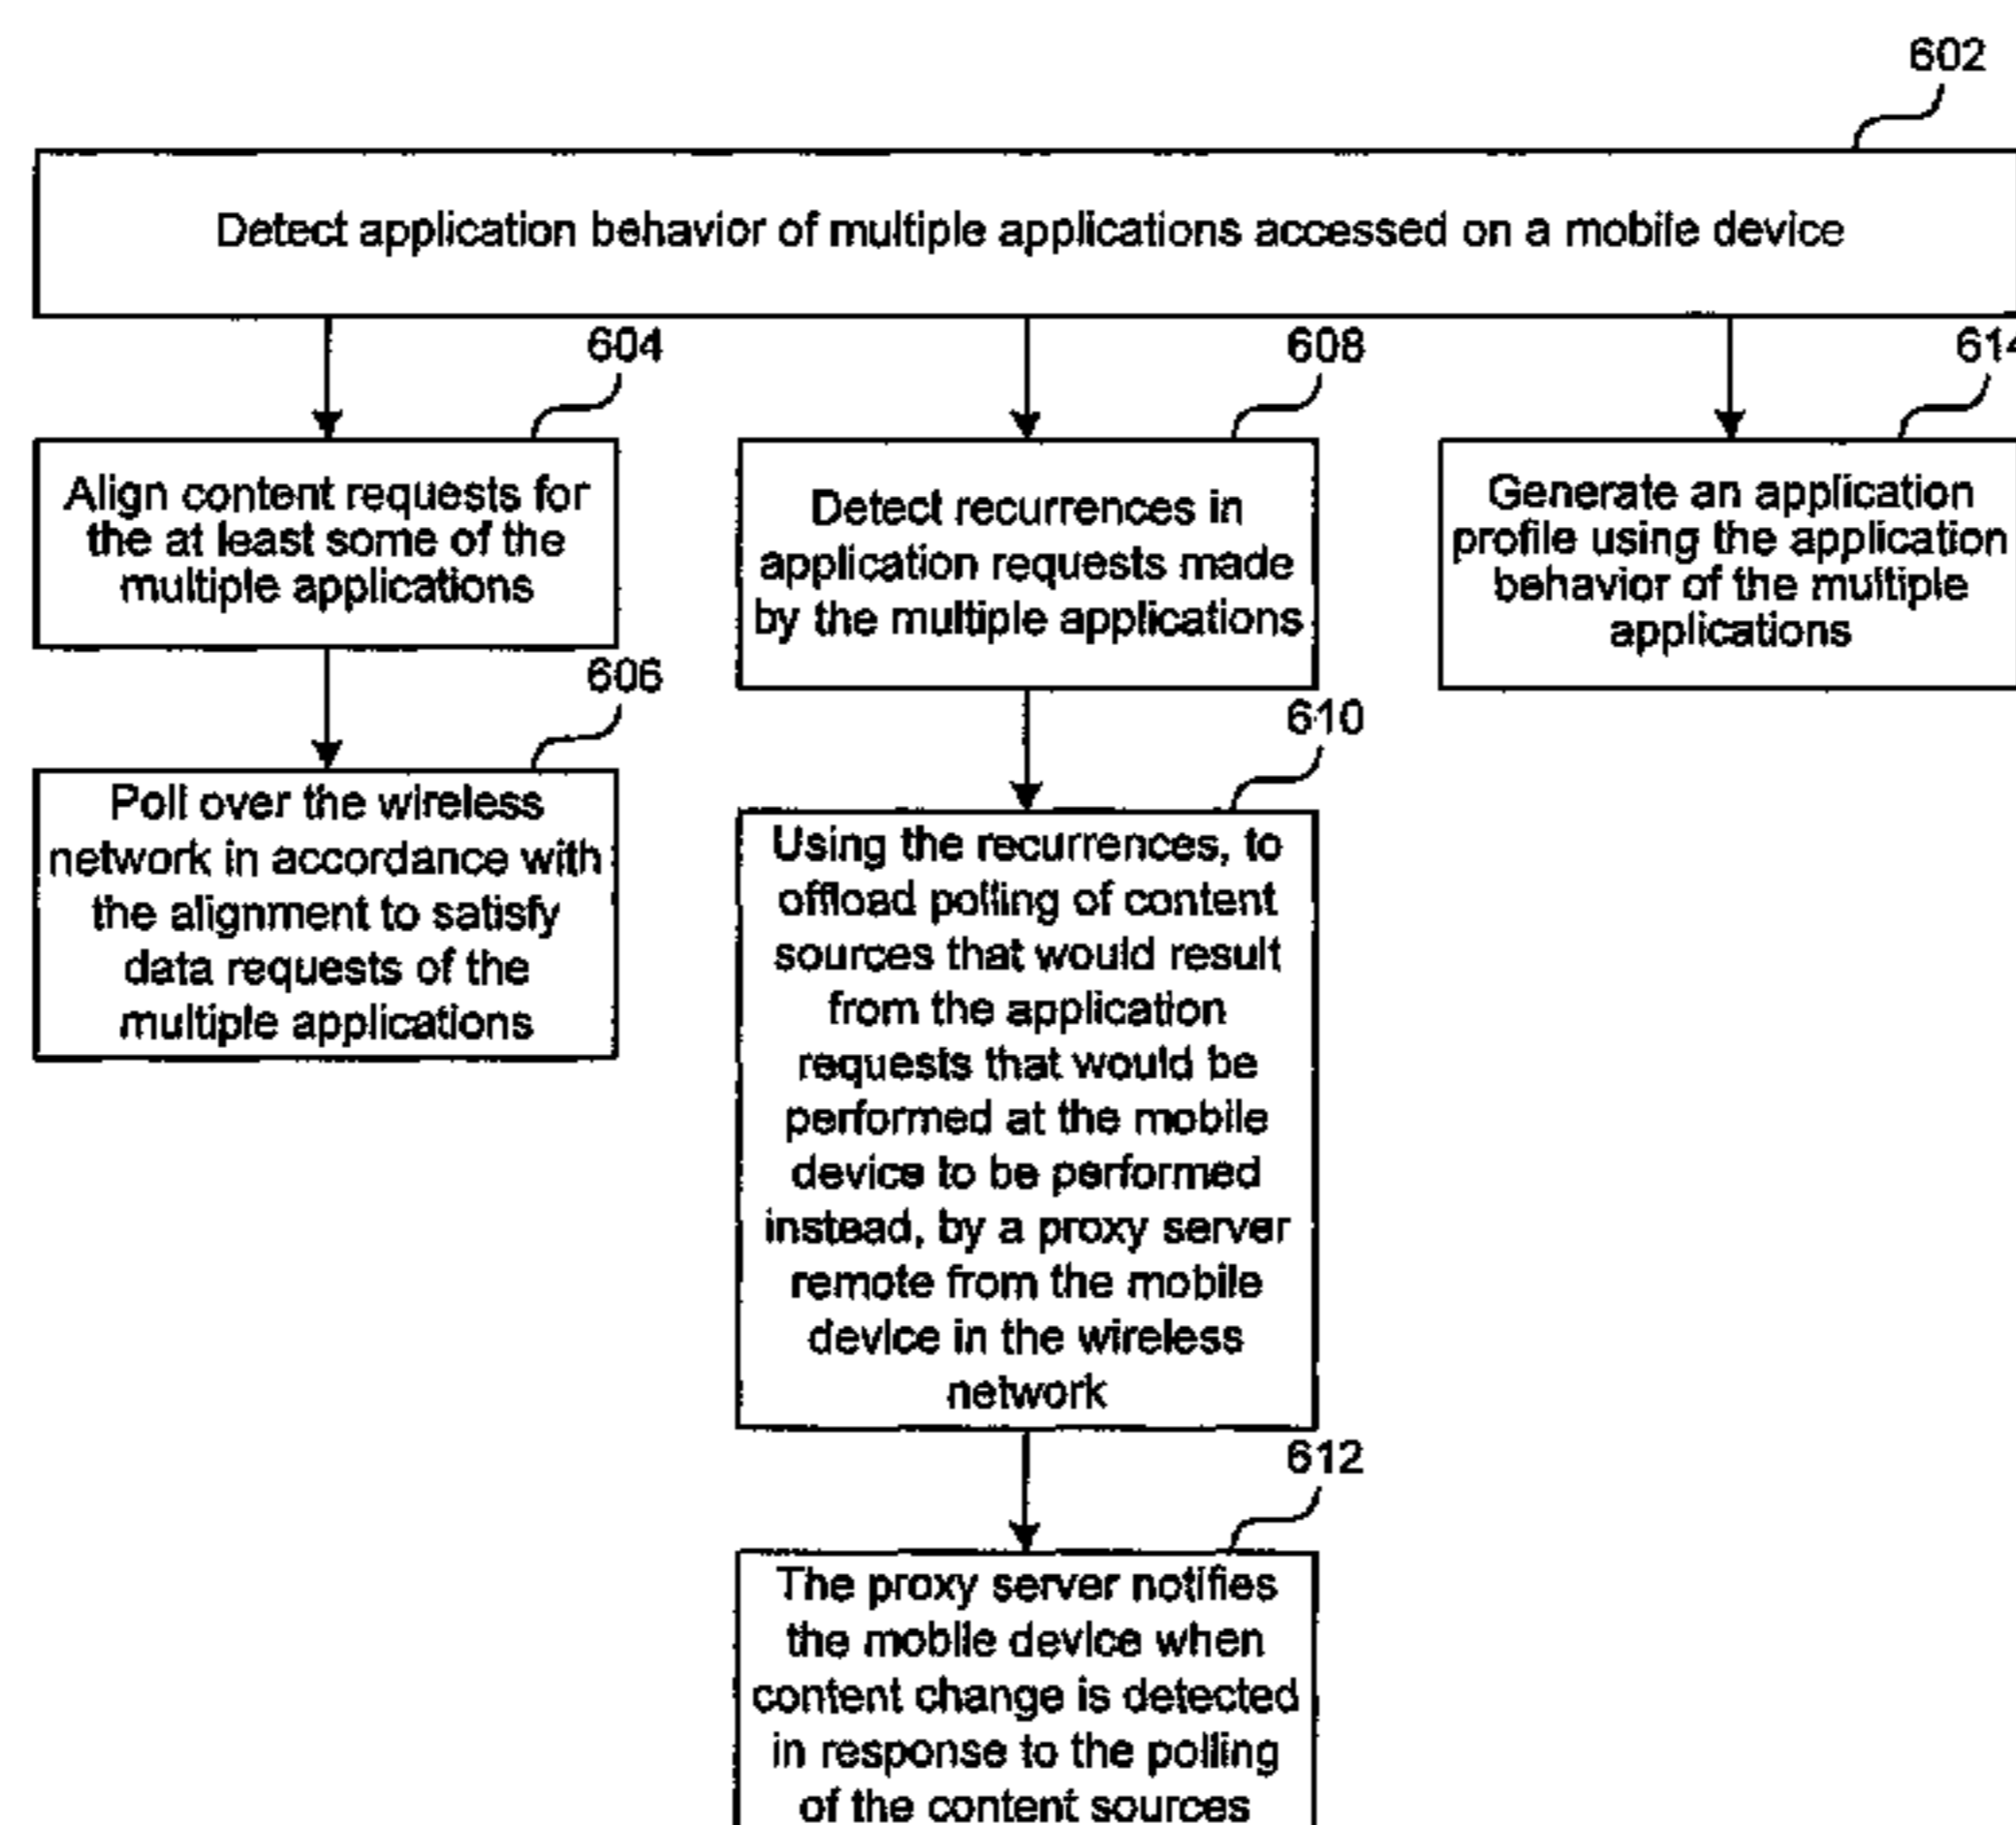 602
Detect application behavior of multiple applications accessed on a mobile device
604
Align content requests for
the at least some of the
multiple applications
606
Poll over the wireless
network in accordance with
the alignment to satisfy
data requests of the
multiple applications
608
Detect recurrences in
application requests made
by the multiple applications
610
Using the recurrences, to
offload polling of content
sources that would result
from the application
requests that would be
performed at the mobile
device to be performed
instead, by a proxy server
remote from the mobile
device in the wireless
network
612
The proxy server notifies
the mobile device when
content change is detected
in response to the polling
of the content sources
614
Generate an application
profile using the application
behavior of the multiple
applications